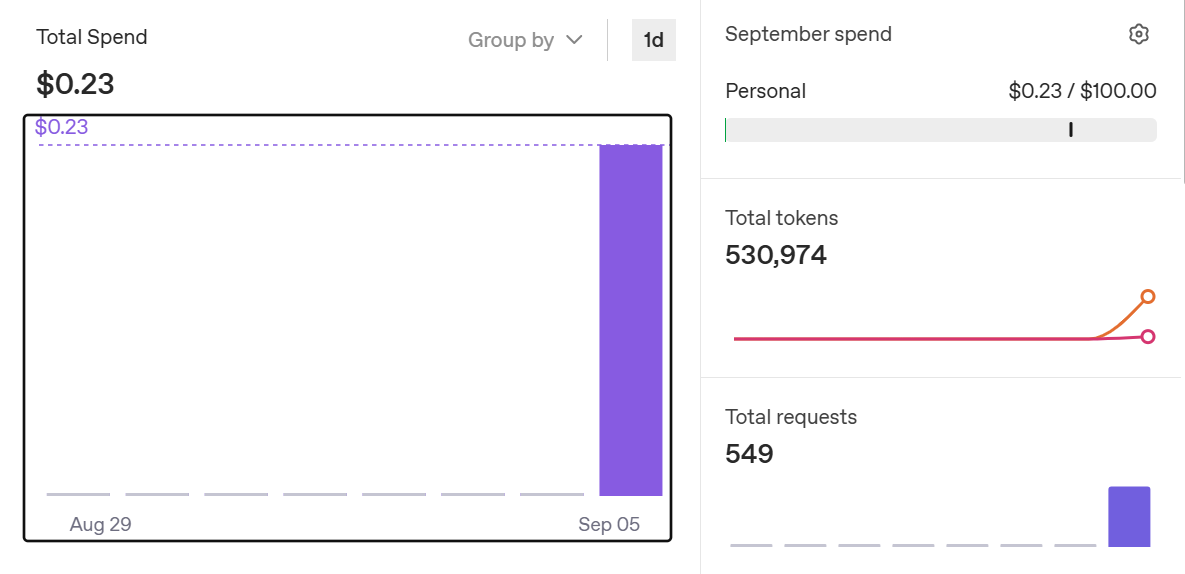 Total Spend
Group by
1d
$0.23
$0.23
Aug 29
Sep 05
September spend
Personal
$0.23 / $100.00
Total tokens
530,974
Total requests
549